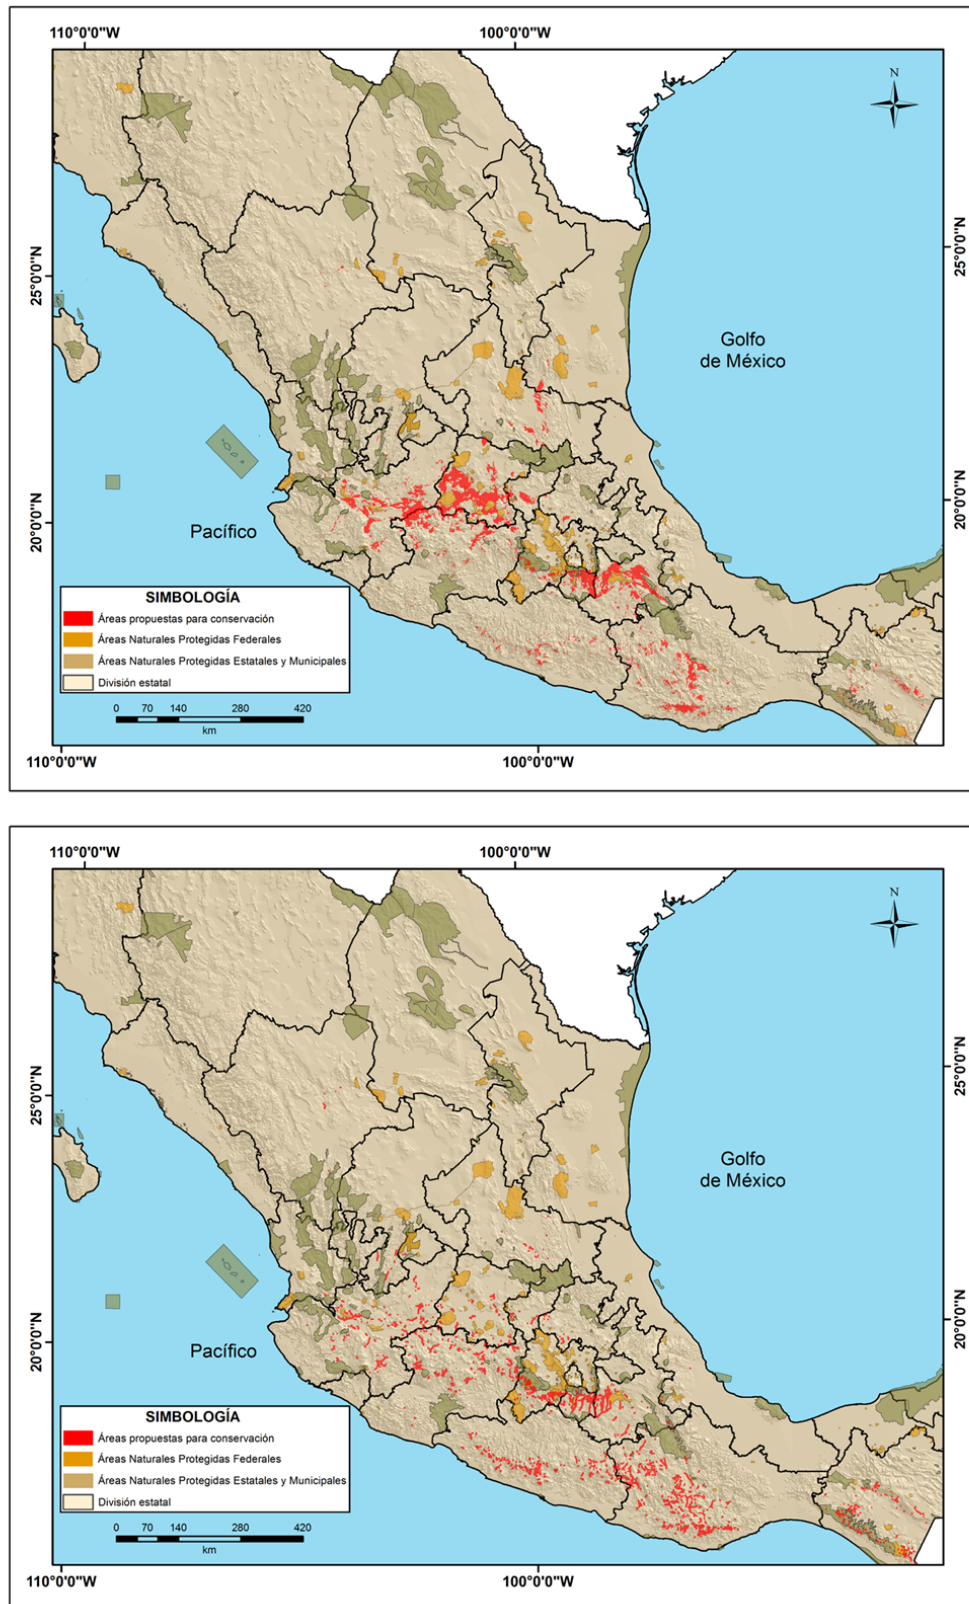 110°0'0"W
100°0'0"W
N
25°0'0"N
25°0'0"N
Golfo
de México
20°0'0"N
20°0'0"N
Pacífico
SIMBOLOGÍA
Áreas propuestas para conservación
Áreas Naturales Protegidas Federales
Áreas Naturales Protegidas Estatales y Municipales
División estatal
0 70 140 280 420
km
110°0'0"W
100°0'0"W
110°0'0"W
100°0'0"W
N
25°0'0"N
25°0'0"N
Golfo
de México
20°0'0"N
20°0'0"N
Pacífico
SIMBOLOGÍA
Áreas propuestas para conservación
Áreas Naturales Protegidas Federales
Áreas Naturales Protegidas Estatales y Municipales
División estatal
0 70 140 280 420
km
110°0'0"W
100°0'0"W